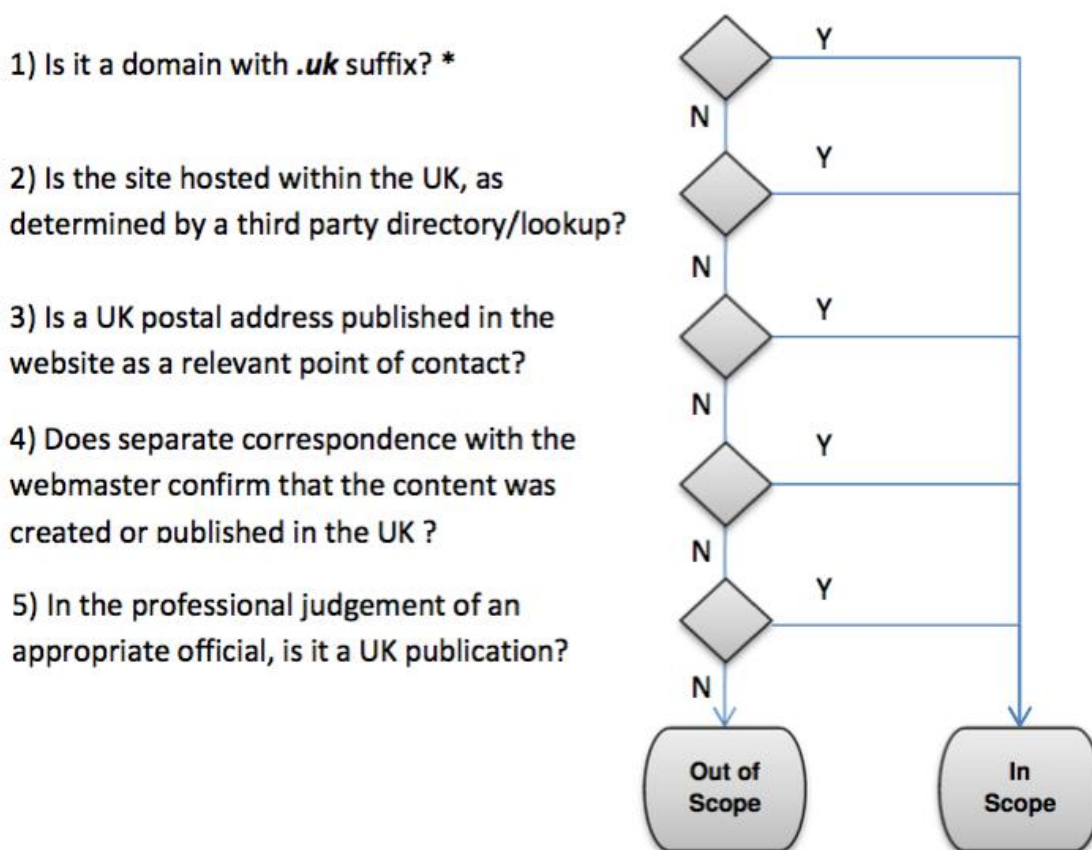 Y
1) Is it a domain with .uk suffix? *
N
Y
2) Is the site hosted within the UK, as
determined by a third party directory/lookup?
N
Y
3) Is a UK postal address published in the
website as a relevant point of contact?
N
4) Does separate correspondence with the
Y
webmaster confirm that the content was
created or published in the UK ?
N
Y
5) In the professional judgement of an
appropriate official, is it a UK publication?
N
Out of
Scope
In
Scope